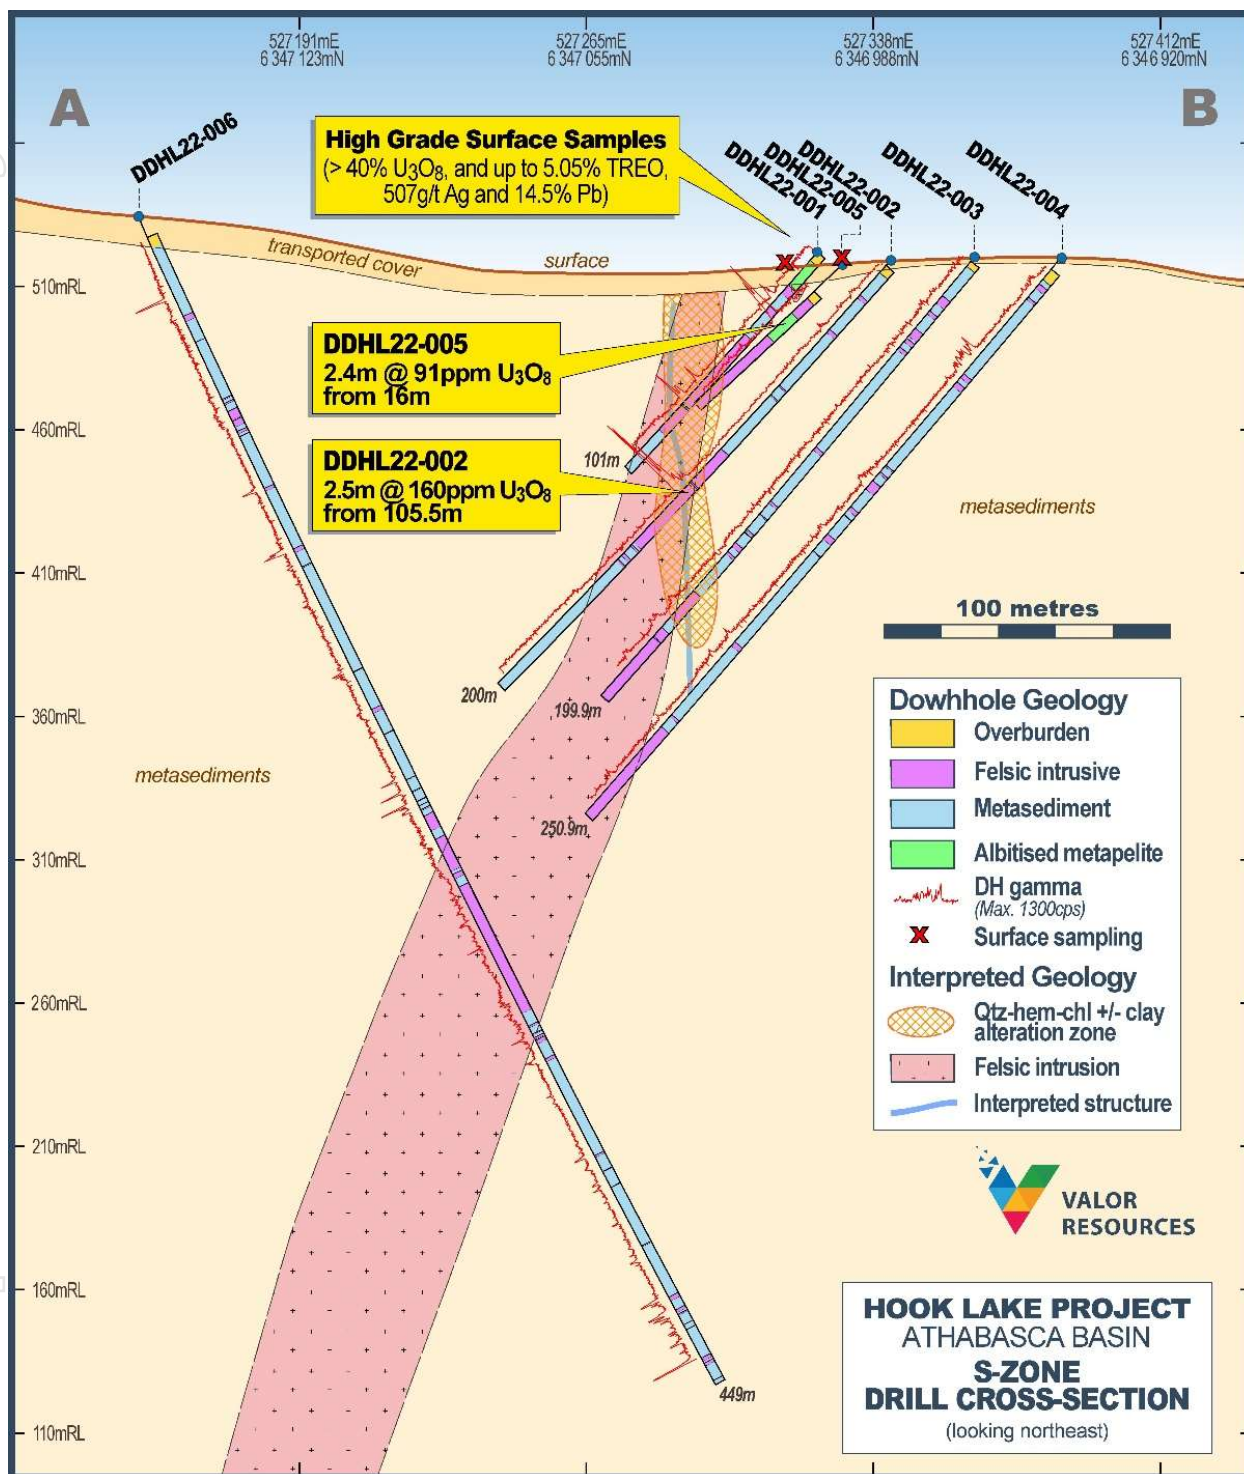 527 191mE
6 347 123mN
527 265mE
6 347 055mN
527 338mE
6 346 988mN
527 412mE
6 346 920mN
A
B
DDHL22-006
High Grade Surface Samples
(> 40% U₃O₈, and up to 5.05% TREO,
507g/t Ag and 14.5% Pb)
DDHL22-001
DDHL22-005
DDHL22-002
DDHL22-003
DDHL22-004
transported cover
surface
510mRL
DDHL22-005
2.4m @ 91ppm U₃O₈
from 16m
460mRL
101m
DDHL22-002
2.5m @ 160ppm U₃O₈
from 105.5m
metasediments
410mRL
100 metres
200m
199.9m
360mRL
metasediments
250.9m
310mRL
260mRL
210mRL
160mRL
449m
110mRL
Dowhhole Geology
Overburden
Felsic intrusive
Metasediment
Albitised metapelite
DH gamma
(Max. 1300cps)
Surface sampling
Interpreted Geology
Qtz-hem-chl +/- clay
alteration zone
Felsic intrusion
Interpreted structure
VALOR
RESOURCES
HOOK LAKE PROJECT
ATHABASCA BASIN
S-ZONE
DRILL CROSS-SECTION
(looking northeast)